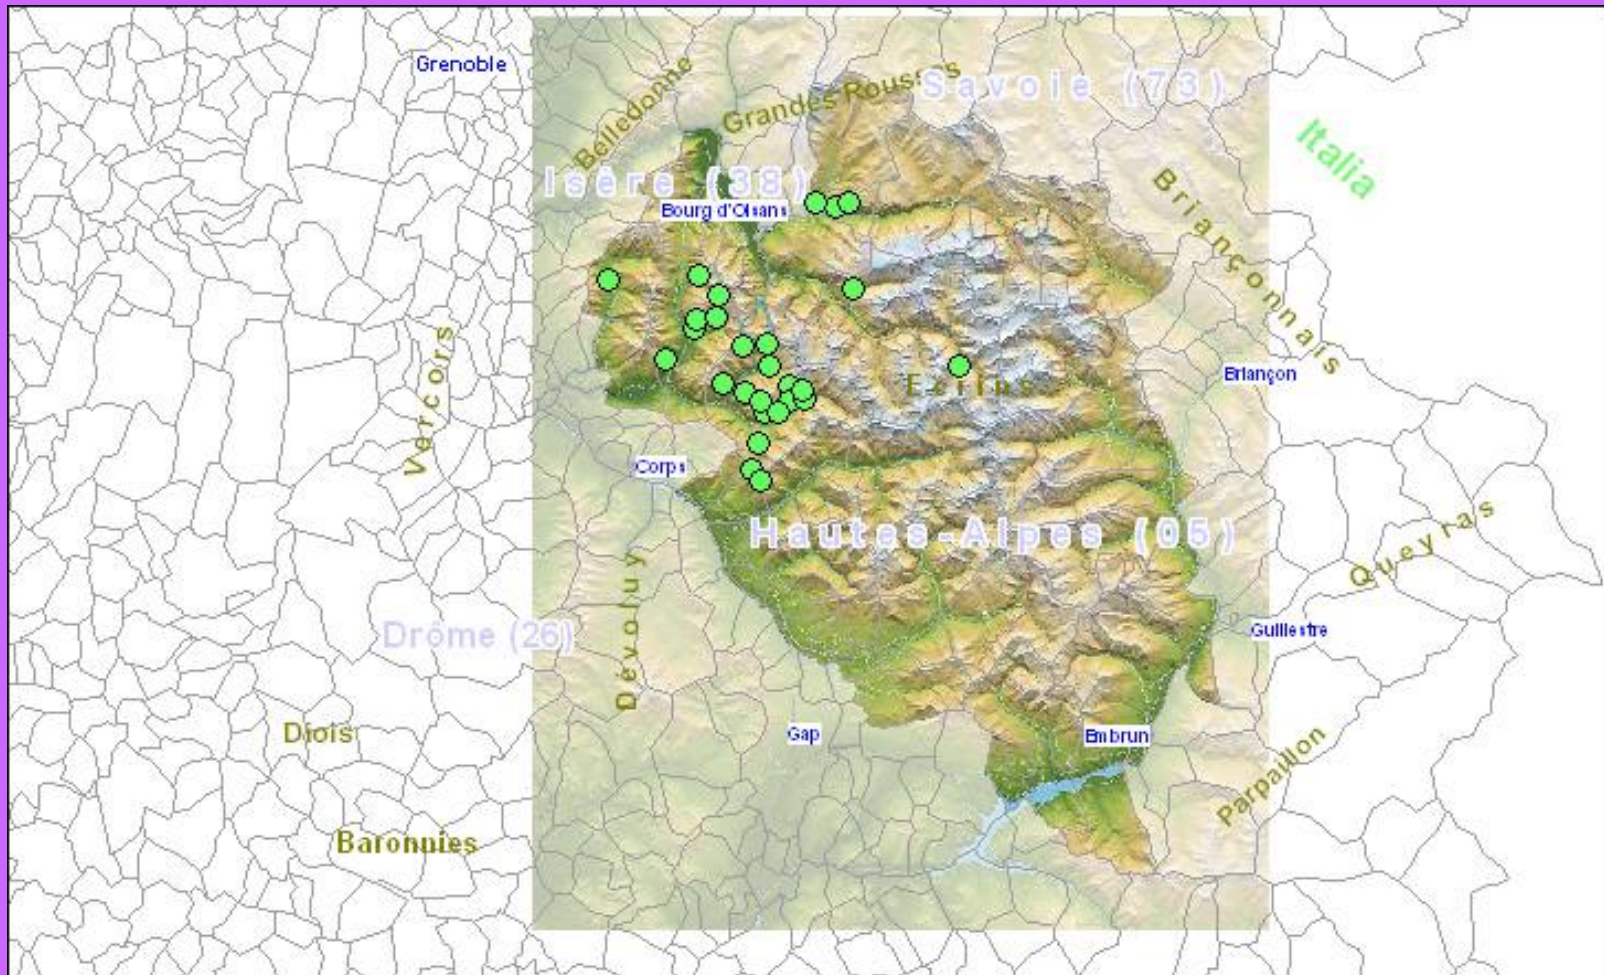 Grenoble
Belledonne
Grandes Rousses
Savoie (73)
Italia
Isère (38)
Bourg d'Oisans
Briançonnais
Vercors
Briançon
Ecrins
Corps
Hautes-Alpes (05)
Queyras
Dévoluy
Drôme (26)
Guillestre
Diois
Gap
Embrun
Parpaillon
Baronnies